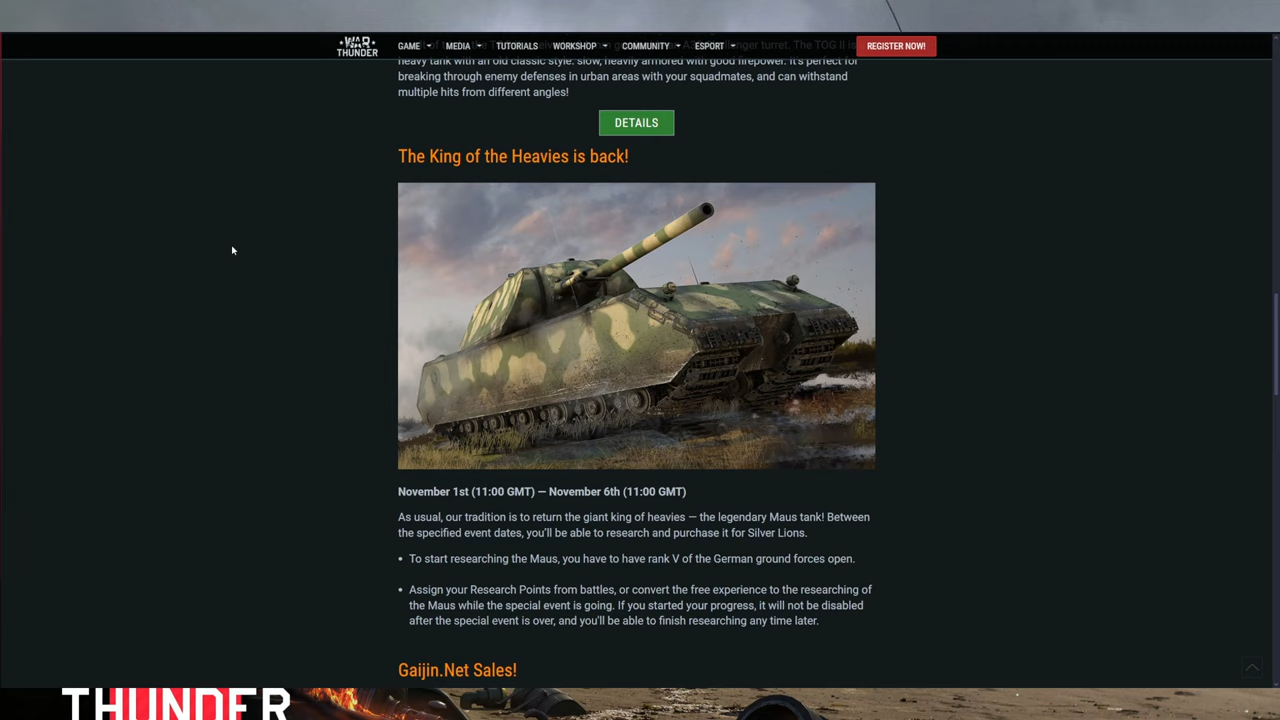 WAR THUNDER
GAME
MEDIA
TUTORIALS
WORKSHOP
COMMUNITY
ESPORT
REGISTER NOW!
turret. The TOG II is
heavy tank with an old classic style: slow, heavily armored with good firepower. It's perfect for
breaking through enemy defenses in urban areas with your squadmates, and can withstand
multiple hits from different angles!
DETAILS
The King of the Heavies is back!
November 1st (11:00 GMT) — November 6th (11:00 GMT)
As usual, our tradition is to return the giant king of heavies — the legendary Maus tank! Between
the specified event dates, you'll be able to research and purchase it for Silver Lions.
• To start researching the Maus, you have to have rank V of the German ground forces open.
• Assign your Research Points from battles, or convert the free experience to the researching of
the Maus while the special event is going. If you started your progress, it will not be disabled
after the special event is over, and you'll be able to finish researching any time later.
Gaijin.Net Sales!
THUNDER